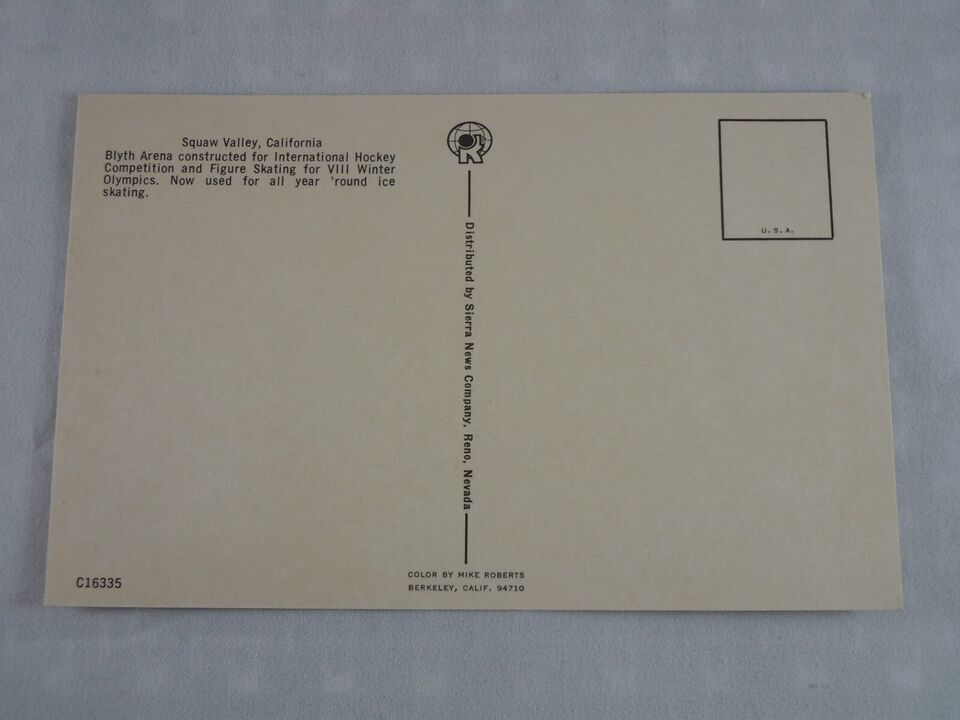 Squaw Valley, California
Blyth Arena constructed for International Hockey
Competition and Figure Skating for VIII Winter
Olympics. Now used for all year 'round ice
skating.
R
Distributed by Sierra News Company, Reno, Nevada
U. S. A.
C16335
COLOR BY MIKE ROBERTS
BERKELEY, CALIF. 94710